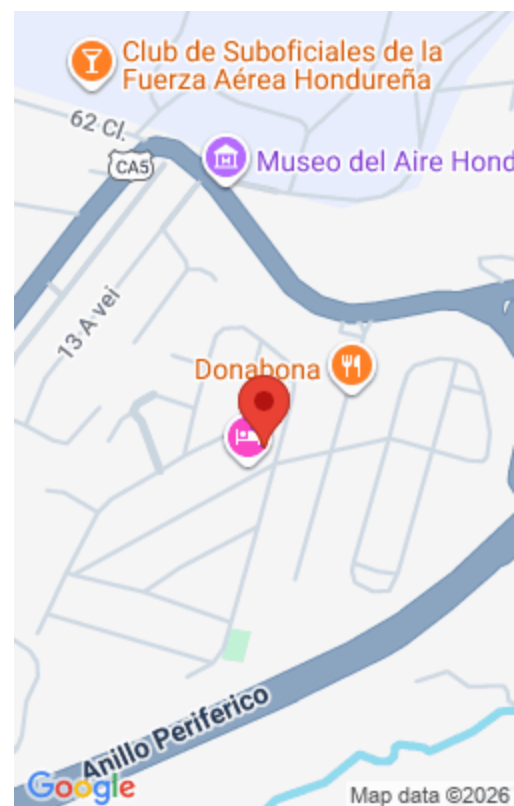 Club de Suboficiales de la
Fuerza Aérea Hondureña
62 Cl.
CA5
Museo del Aire Hond
13 A vei
Donabona
Anillo Periferico
Google
Map data ©2026